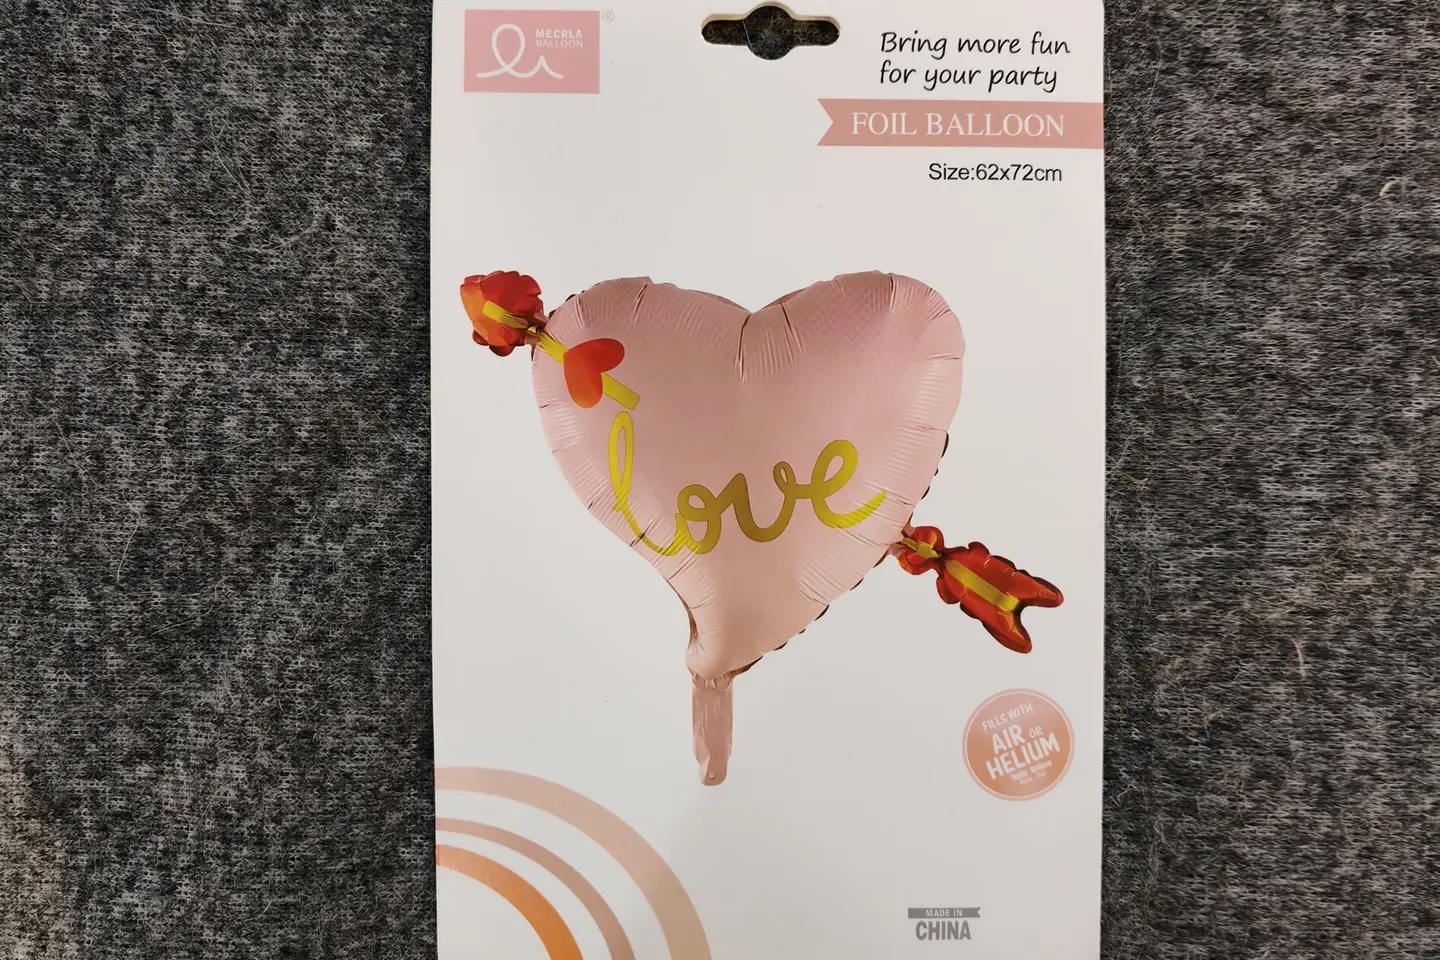 MECRLA
BALLOON
®
Bring more fun
for your party
FOIL BALLOON
Size:62x72cm
love
FILLS WITH
AIR OR
HELIUM
MADE IN
CHINA